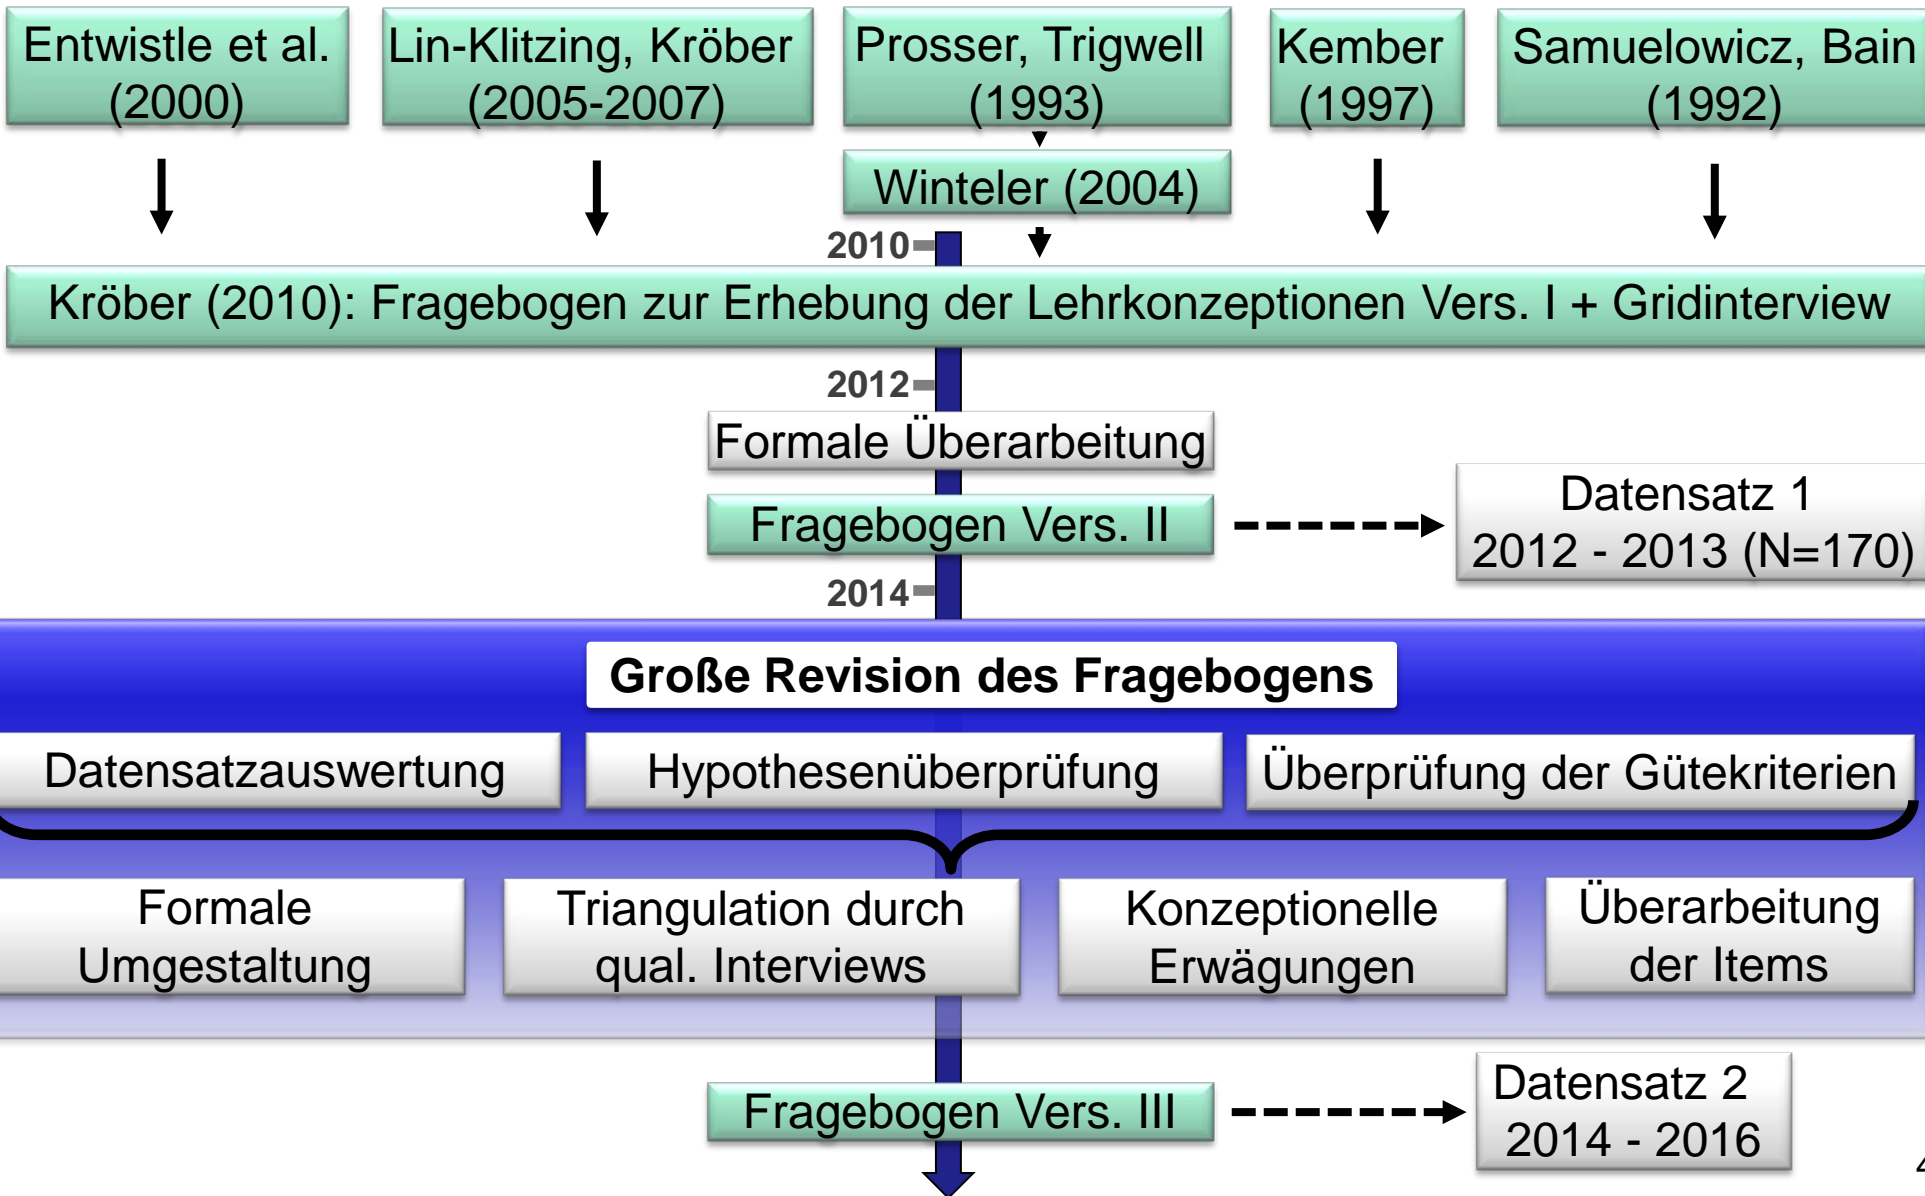 Entwistle et al.
(2000)
Lin-Klitzing, Kröber
(2005-2007)
Prosser, Trigwell
(1993)
Kember
(1997)
Samuelowicz, Bain
(1992)
Winteler (2004)
2010
Kröber (2010): Fragebogen zur Erhebung der Lehrkonzeptionen Vers. I + Gridinterview
2012
Formale Überarbeitung
Fragebogen Vers. II
Datensatz 1
2012 - 2013 (N=170)
2014
Große Revision des Fragebogens
Datensatzauswertung
Hypothesenüberprüfung
Überprüfung der Gütekriterien
Formale
Umgestaltung
Triangulation durch
qual. Interviews
Konzeptionelle
Erwägungen
Überarbeitung
der Items
Fragebogen Vers. III
Datensatz 2
2014 - 2016